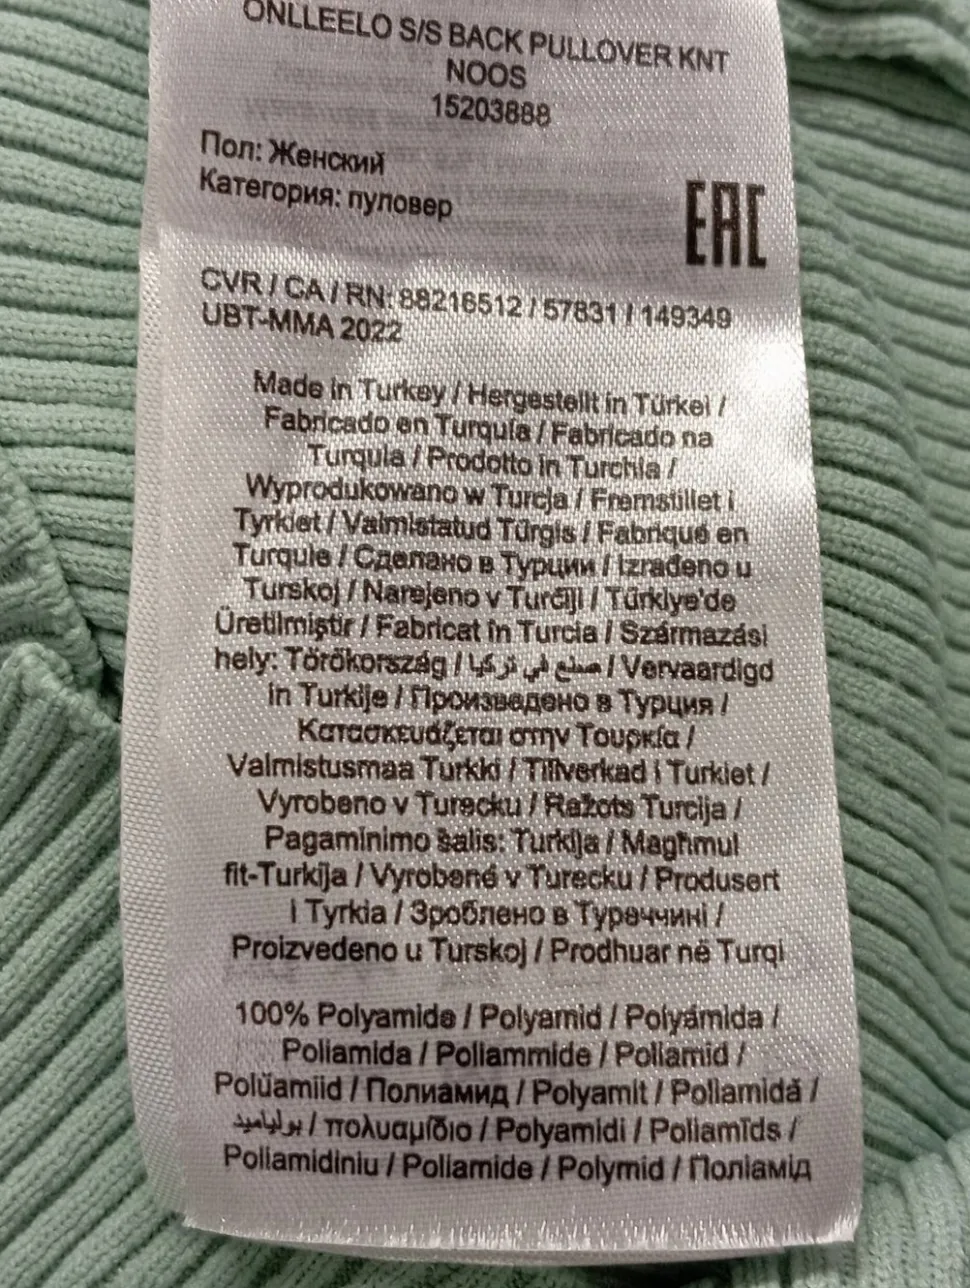 ONLLEELO S/S BACK PULLOVER KNT
NOOS
15203888
Пол: Женский
Категория: пуловер
EAC
CVR / CA / RN: 88216512 / 57831 / 149349
UBT-MMA 2022
Made in Turkey / Hergestellt in Türkei /
Fabricado en Turquía / Fabricado na
Turquia / Prodotto in Turchia /
Wyprodukowano w Turcja / Fremstillet i
Tyrkiet / Valmistatud Türgis / Fabriqué en
Turquie / Сделано в Турции / Izrađeno u
Turskoj / Narejeno v Turčiji / Türkiye'de
Üretilmiştir / Fabricat în Turcia / Származási
hely: Törökország / صنع في تركيا / Vervaardigd
in Turkije / Произведено в Турция /
Κατασκευάζεται στην Τουρκία /
Valmistusmaa Turkki / Tillverkad i Turkiet /
Vyrobeno v Turecku / Ražots Turcija /
Pagaminimo šalis: Turkija / Magħmul
fit-Turkija / Vyrobené v Turecku / Produsert
i Tyrkia / Зроблено в Туреччині /
Proizvedeno u Turskoj / Prodhuar në Turqi
100% Polyamide / Polyamid / Polyámida /
Poliamida / Poliammide / Poliamid /
Polüamiid / Полиамид / Polyamit / Poliamidă /
بولياميد / πολυαμίδιο / Polyamidi / Poliamīds /
Poliamidiniu / Poliamide / Polymid / Поліамід